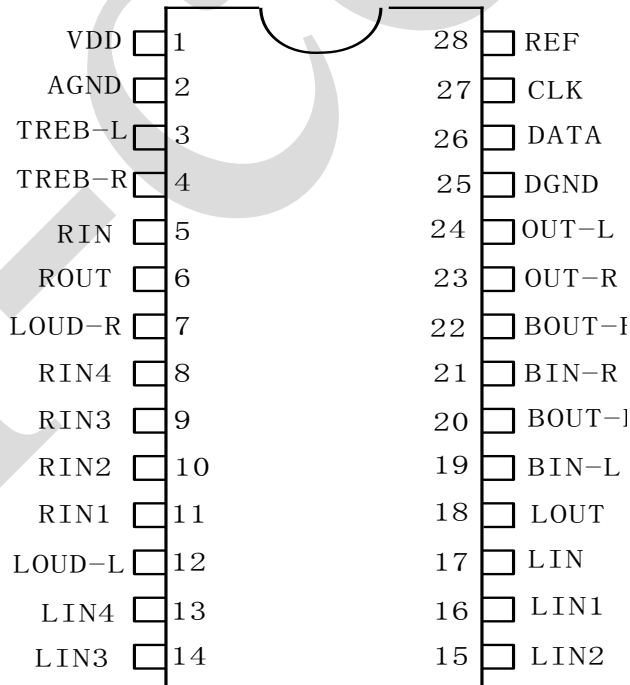 VDD 1 28 REF
AGND 2 27 CLK
TREB-L 3 26 DATA
TREB-R 4 25 DGND
RIN 5 24 OUT-L
ROUT 6 23 OUT-R
LOUD-R 7 22
RIN4 8 21 BIN-R
RIN3 9 20
RIN2 10 19 BIN-L
RIN1 11 18 LOUT
LOUD-L 12 17 LIN
LIN4 13 16 LIN1
LIN3 14 15 LIN2